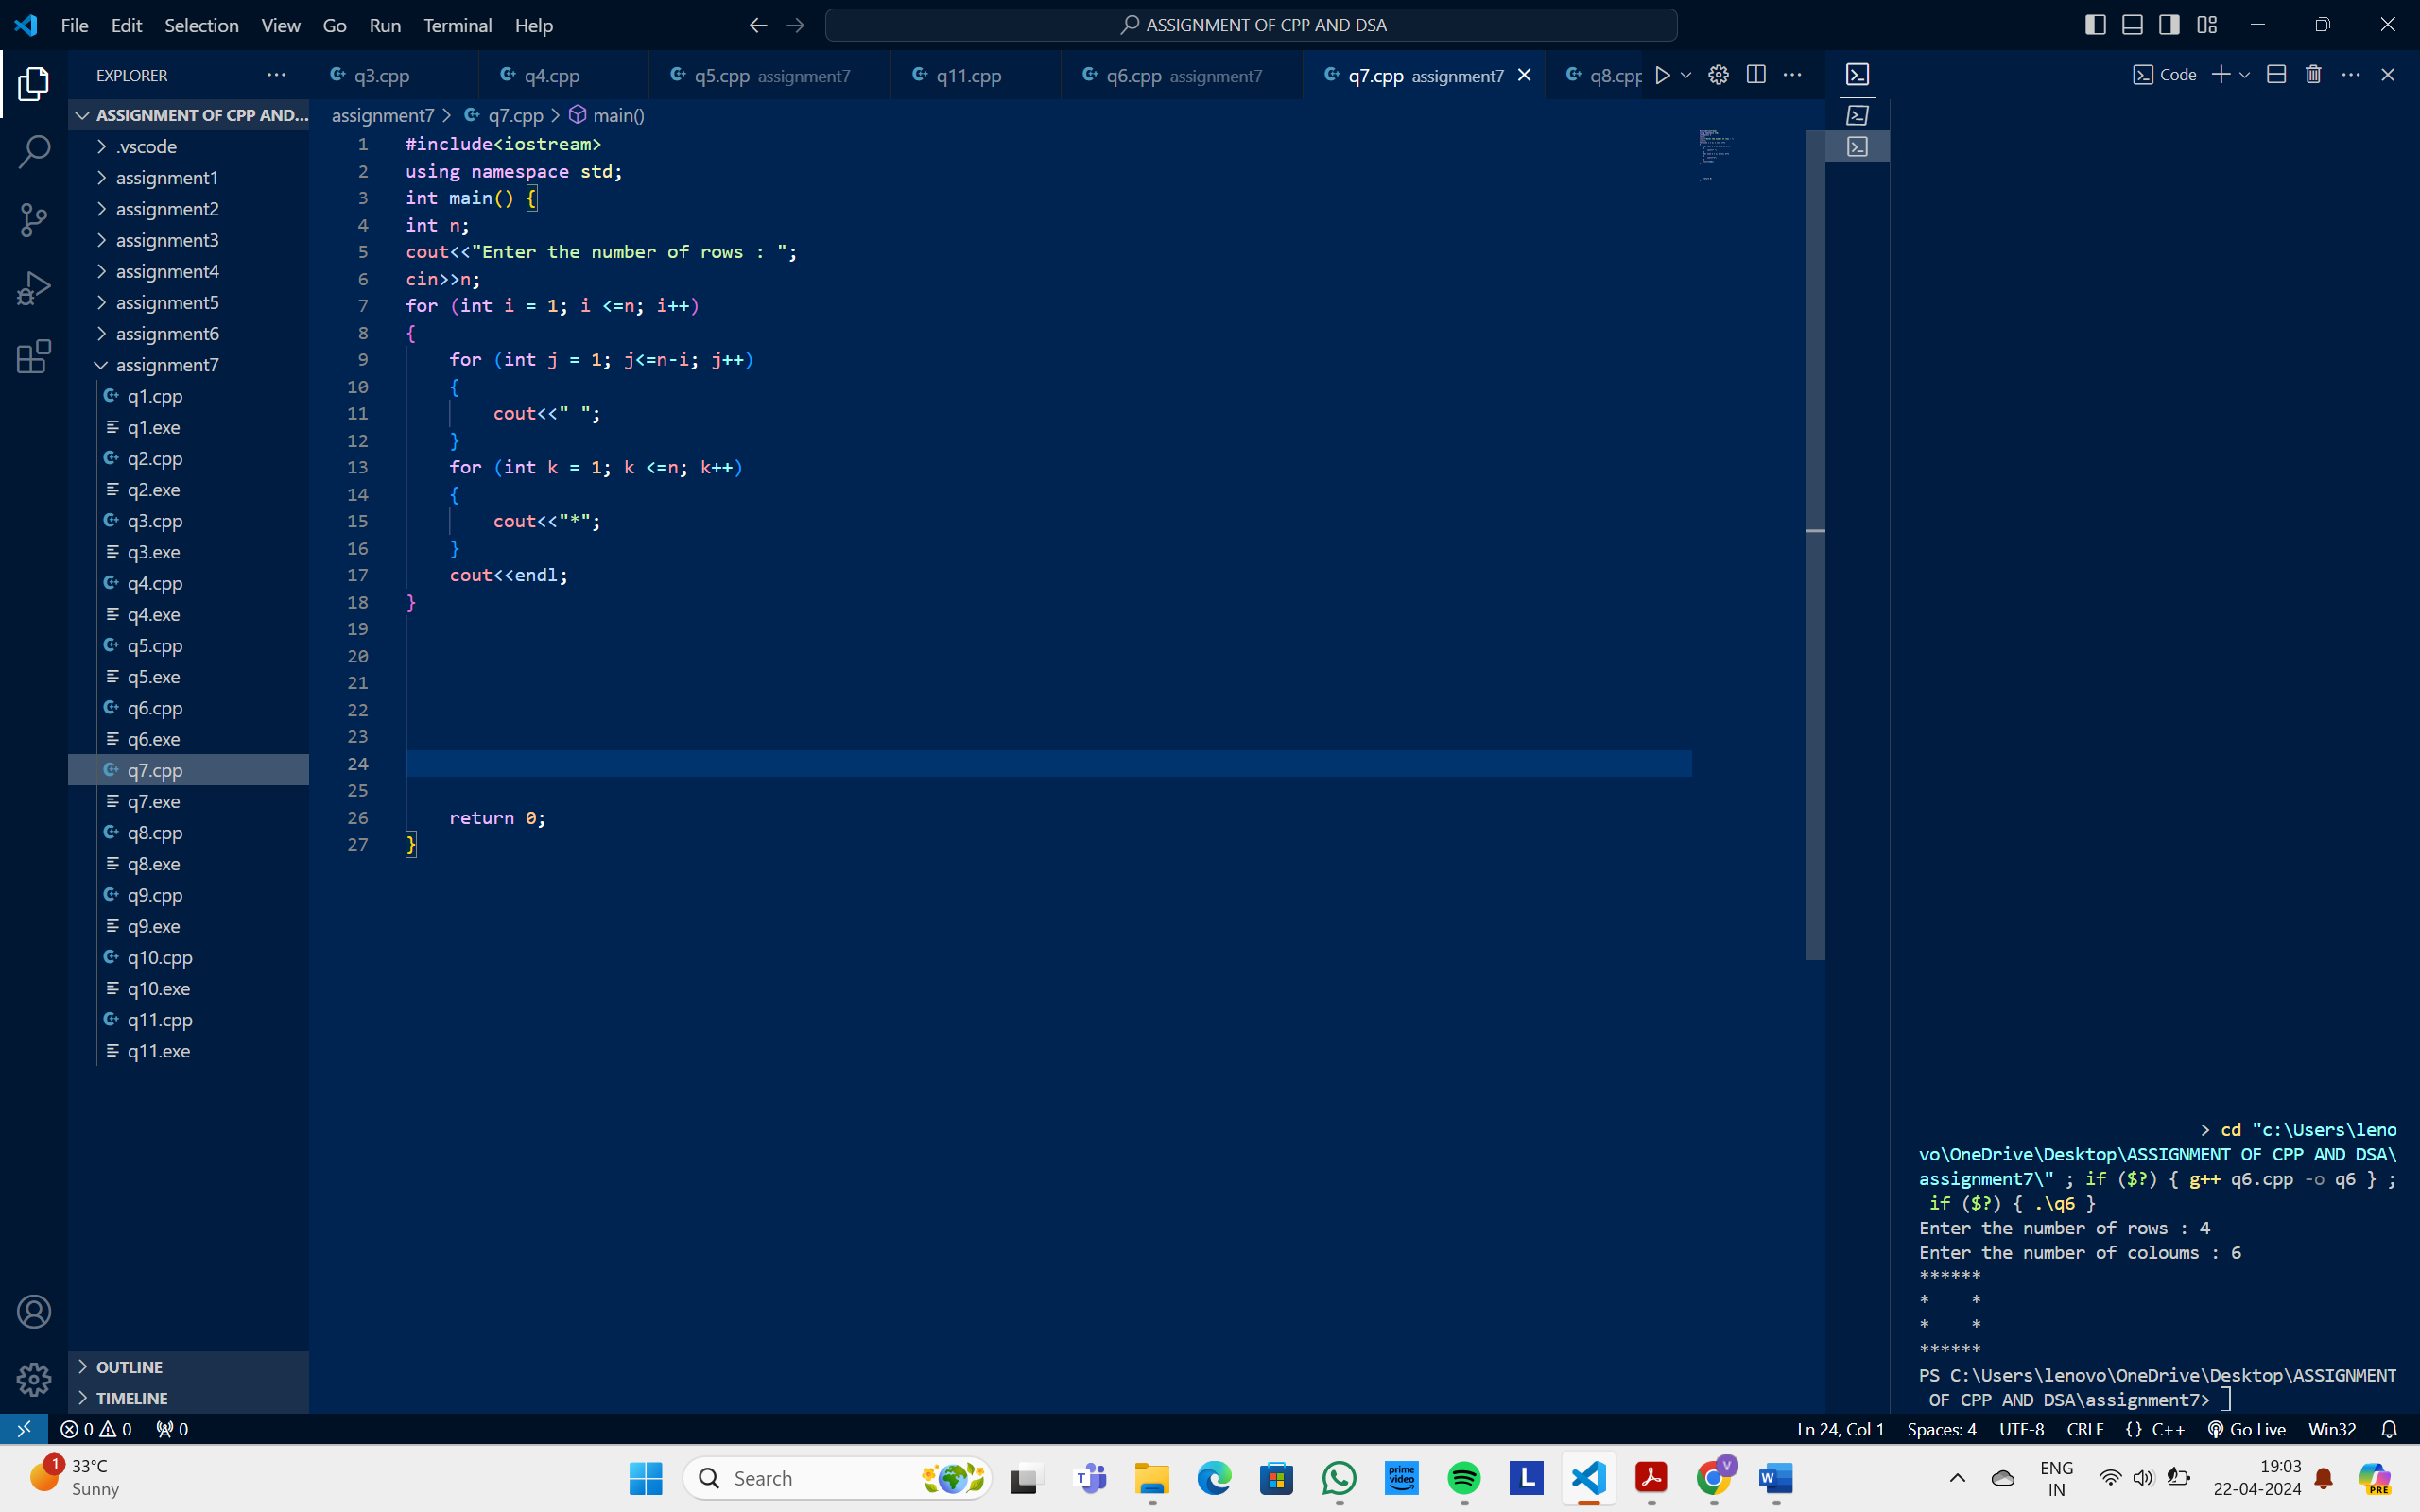 File Edit Selection View Go Run Terminal Help
ASSIGNMENT OF CPP AND DSA
EXPLORER
q3.cpp
q4.cpp
q5.cpp assignment7
q11.cpp
q6.cpp assignment7
q7.cpp assignment7
q8.cpp
Code
ASSIGNMENT OF CPP AND...
assignment7 > q7.cpp > main()
.vscode
assignment1
assignment2
assignment3
assignment4
assignment5
assignment6
assignment7
q1.cpp
q1.exe
q2.cpp
q2.exe
q3.cpp
q3.exe
q4.cpp
q4.exe
q5.cpp
q5.exe
q6.cpp
q6.exe
q7.cpp
q7.exe
q8.cpp
q8.exe
q9.cpp
q9.exe
q10.cpp
q10.exe
q11.cpp
q11.exe
OUTLINE
TIMELINE
1 #include<iostream>
2 using namespace std;
3 int main() {
4 int n;
5 cout<<"Enter the number of rows : ";
6 cin>>n;
7 for (int i = 1; i <=n; i++)
8 {
9     for (int j = 1; j<=n-i; j++)
10     {
11         cout<<" ";
12     }
13     for (int k = 1; k <=n; k++)
14     {
15         cout<<"*";
16     }
17     cout<<endl;
18 }
19
20
21
22
23
24
25
26     return 0;
27 }
> cd "c:\Users\leno
vo\OneDrive\Desktop\ASSIGNMENT OF CPP AND DSA\
assignment7\" ; if ($?) { g++ q6.cpp -o q6 } ;
 if ($?) { .\q6 }
Enter the number of rows : 4
Enter the number of coloums : 6
******
*    *
*    *
******
PS C:\Users\lenovo\OneDrive\Desktop\ASSIGNMENT
 OF CPP AND DSA\assignment7>
0 0 0
Ln 24, Col 1 Spaces: 4 UTF-8 CRLF {} C++ Go Live Win32
1
33°C
Sunny
Search
T
prime video
L
V
W
ENG
IN
19:03
22-04-2024
PRE